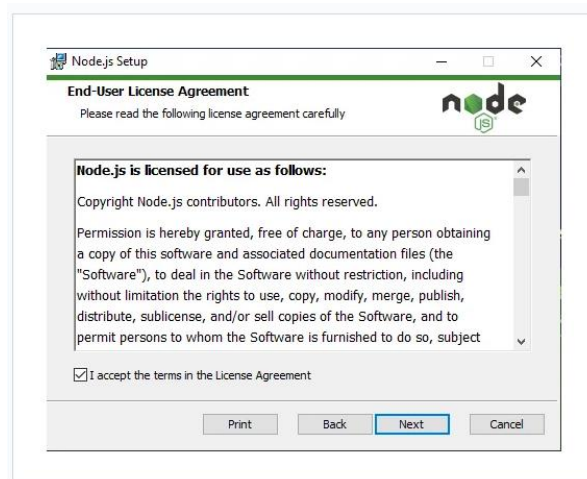 Node.js Setup
End-User License Agreement
Please read the following license agreement carefully
node
JS
Node.js is licensed for use as follows:
Copyright Node.js contributors. All rights reserved.
Permission is hereby granted, free of charge, to any person obtaining
a copy of this software and associated documentation files (the
"Software"), to deal in the Software without restriction, including
without limitation the rights to use, copy, modify, merge, publish,
distribute, sublicense, and/or sell copies of the Software, and to
permit persons to whom the Software is furnished to do so, subject
I accept the terms in the License Agreement
Print Back Next Cancel